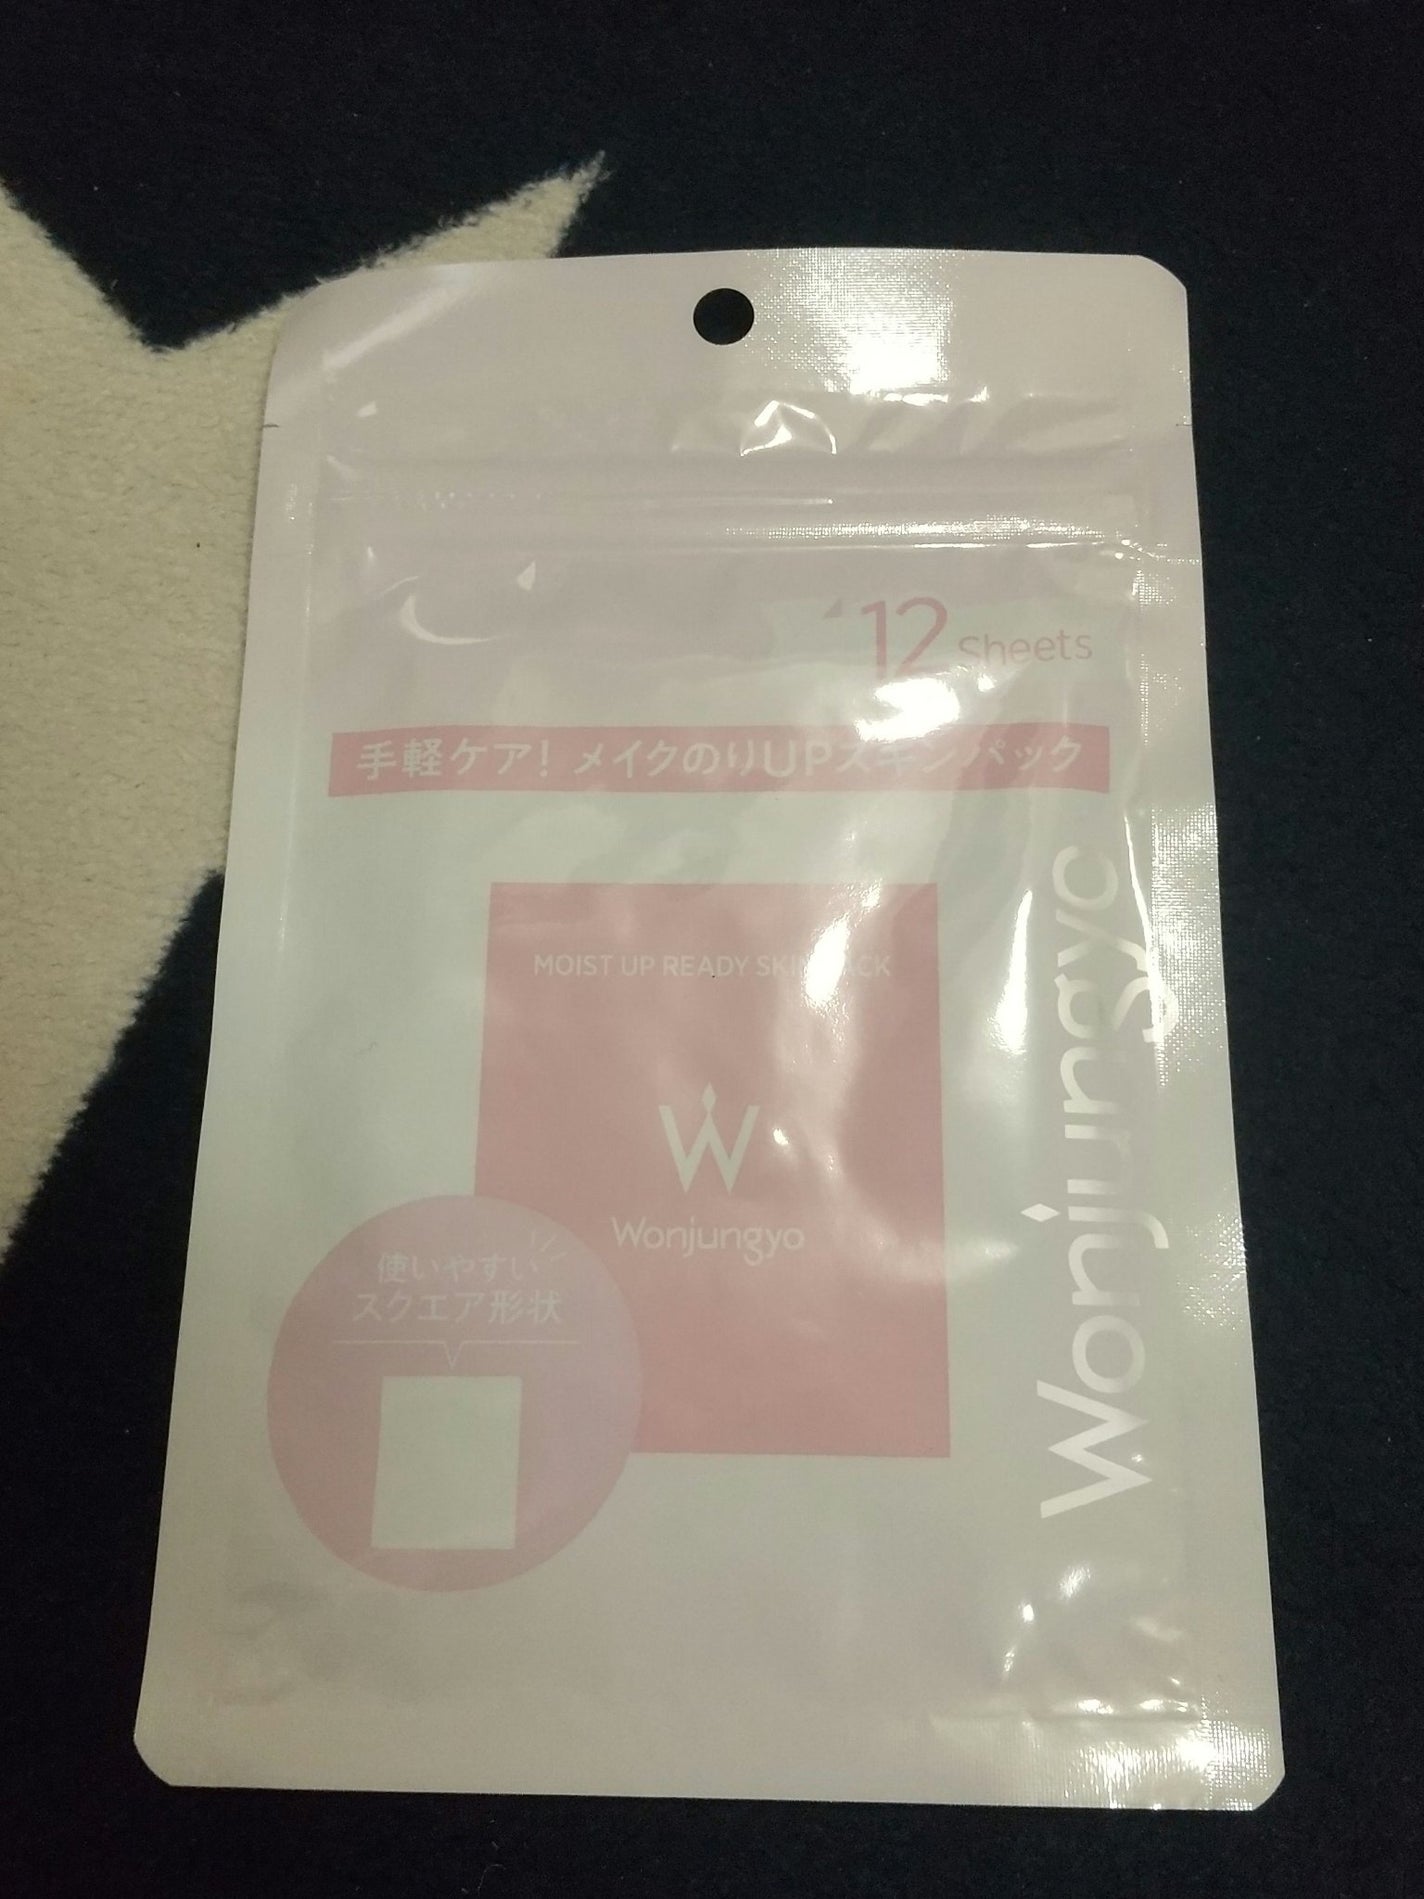 12 Sheets
手軽ケア！メイクのりUPスキンパック
MOIST UP READY SKIN PACK
W
Wonjungyo
使いやすい
スクエア形状
Wonjungyo